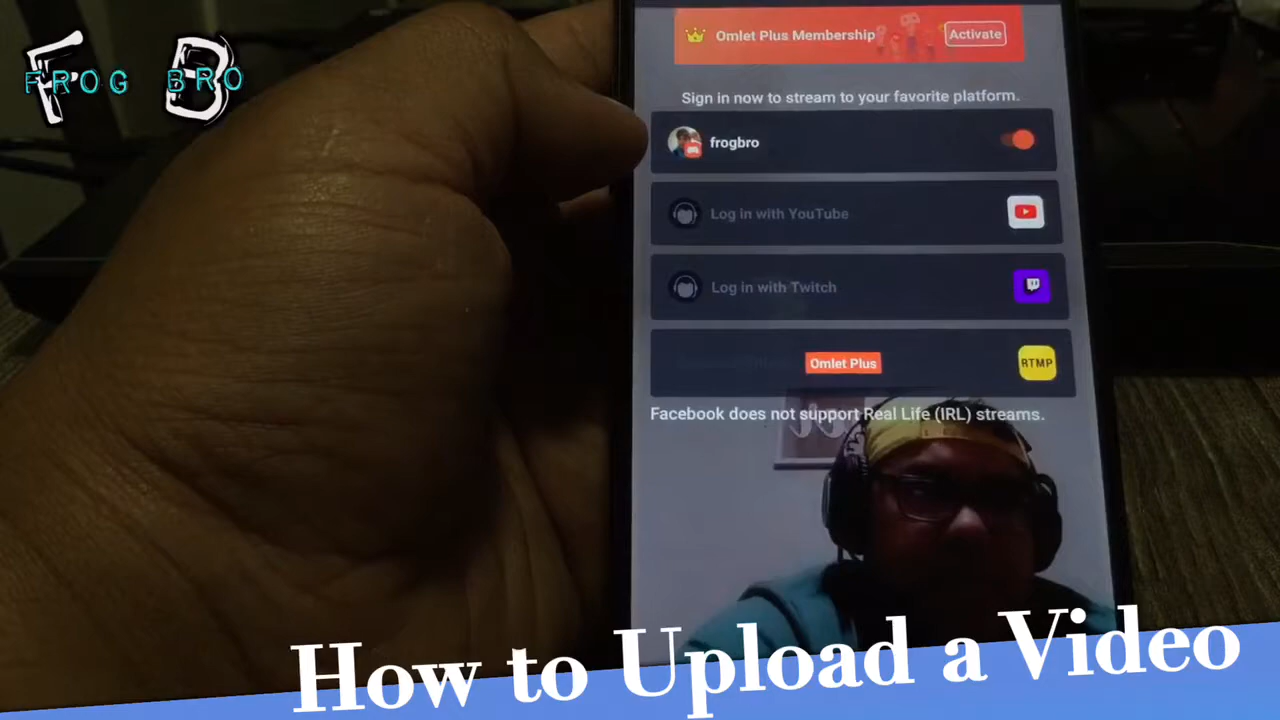 F B
FROG BRO
Omlet Plus Membership
Activate
Sign in now to stream to your favorite platform.
frogbro
Log in with YouTube
Log in with Twitch
Omlet Plus
RTMP
Facebook does not support Real Life (IRL) streams.
How to Upload a Video